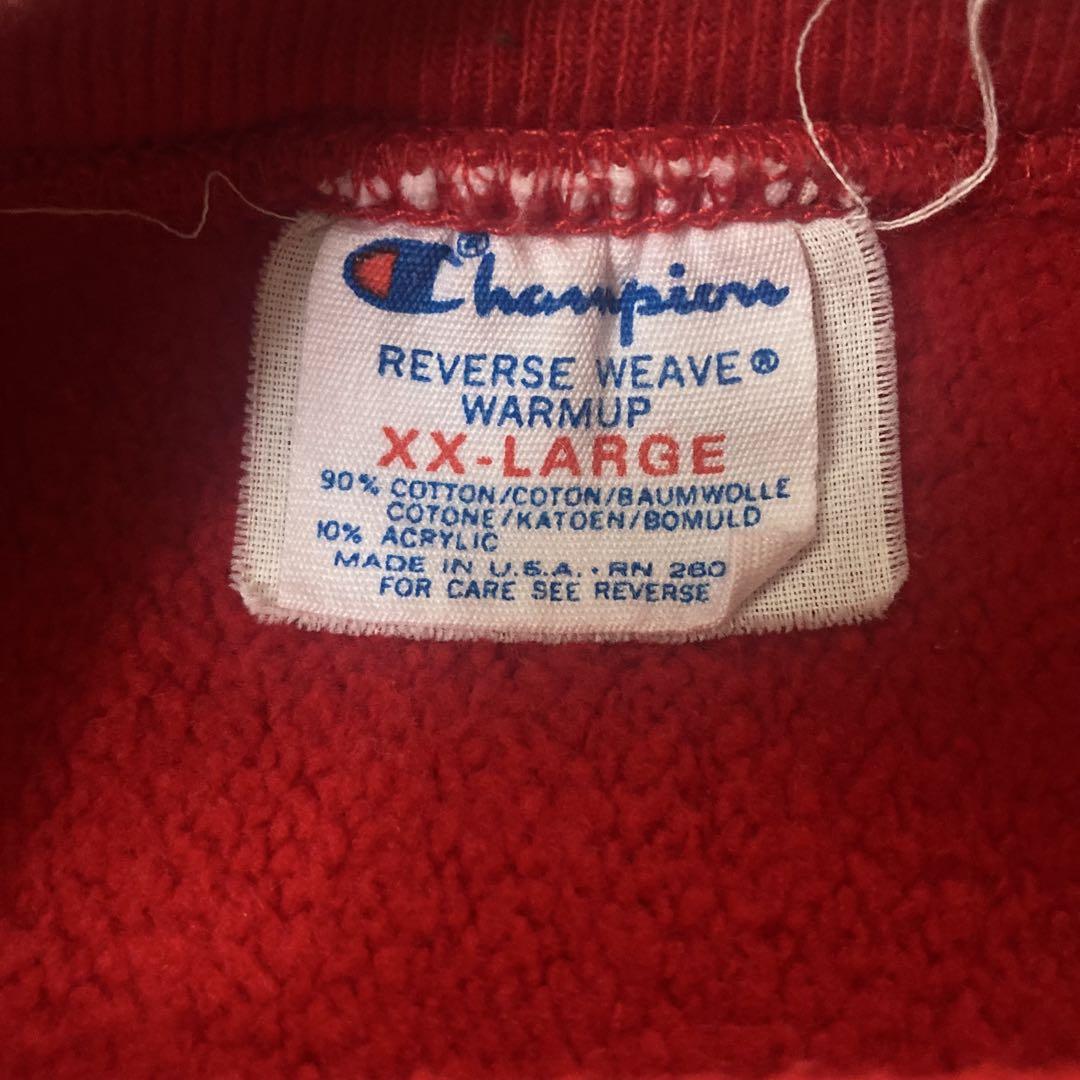 Champion®
REVERSE WEAVE®
WARMUP
XX-LARGE
90% COTTON/COTON/BAUMWOLLE
COTONE/KATOEN/BOMULD
10% ACRYLIC
MADE IN U.S.A. · RN 260
FOR CARE SEE REVERSE